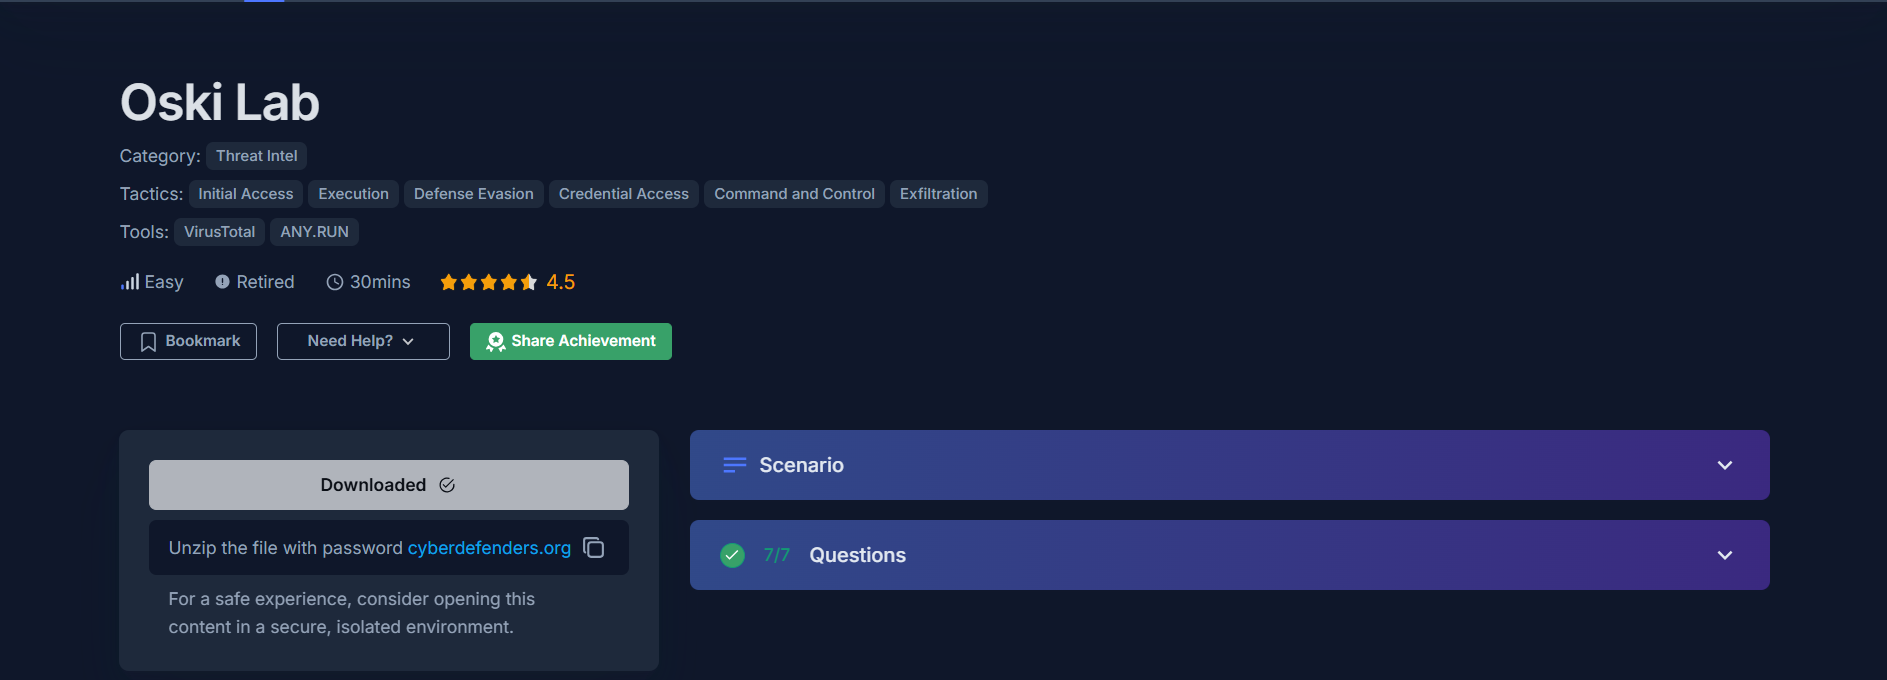 Oski Lab
Category: Threat Intel
Tactics: Initial Access Execution Defense Evasion Credential Access Command and Control Exfiltration
Tools: VirusTotal ANY.RUN
Easy Retired 30mins 4.5
Bookmark Need Help? Share Achievement
Downloaded
Unzip the file with password cyberdefenders.org
For a safe experience, consider opening this
content in a secure, isolated environment.
Scenario
7/7 Questions